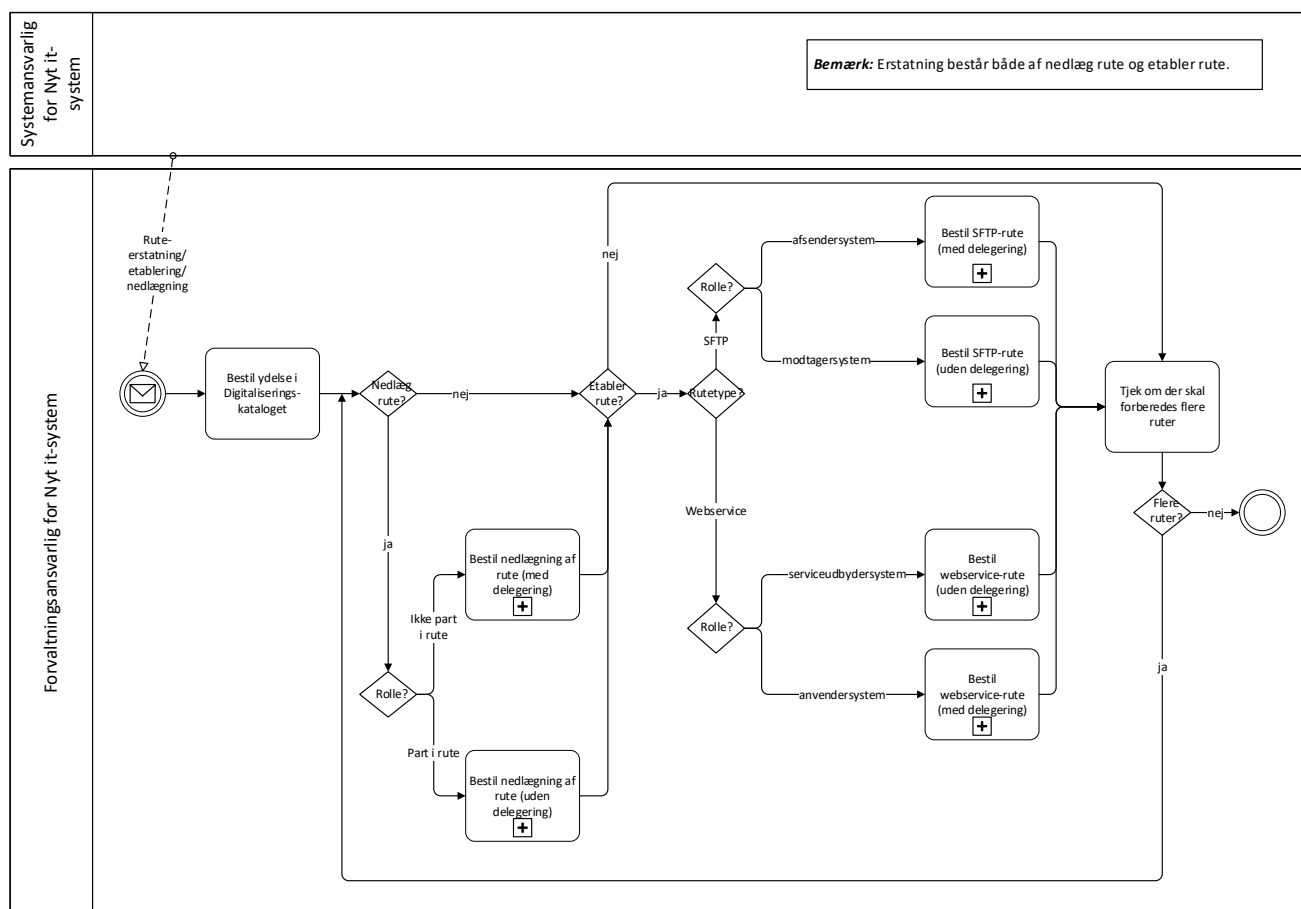 Systemansvarlig
for Nyt it-
system
Bemærk: Erstatning består både af nedlæg rute og etabler rute.
Forvaltningsansvarlig for Nyt it-system
Rute-
erstatning/
etablering/
nedlægning
Bestil ydelse i
Digitaliserings-
kataloget
Nedlæg
rute?
nej
ja
Rolle?
Ikke part
i rute
Part i rute
Bestil nedlægning af
rute (med
delegering)
Bestil nedlægning af
rute (uden
delegering)
Etabler
rute?
nej
ja
Rutetype?
SFTP
Rolle?
afsendersystem
Bestil SFTP-rute
(med delegering)
modtagersystem
Bestil SFTP-rute
(uden delegering)
Webservice
Rolle?
serviceudbydersystem
Bestil
webservice-rute
(uden delegering)
anvendersystem
Bestil
webservice-rute
(med delegering)
Tjek om der skal
forberedes flere
ruter
Flere
ruter?
nej
ja